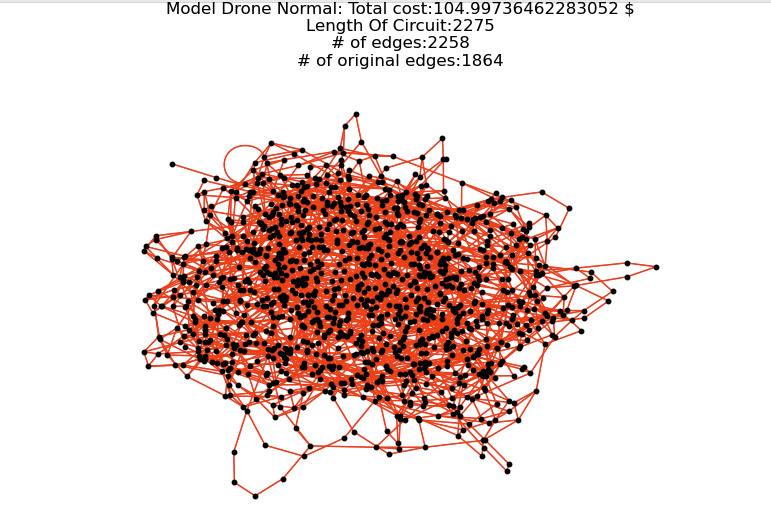 Model Drone Normal: Total cost:104.99736462283052 $
Length Of Circuit:2275
# of edges:2258
# of original edges:1864